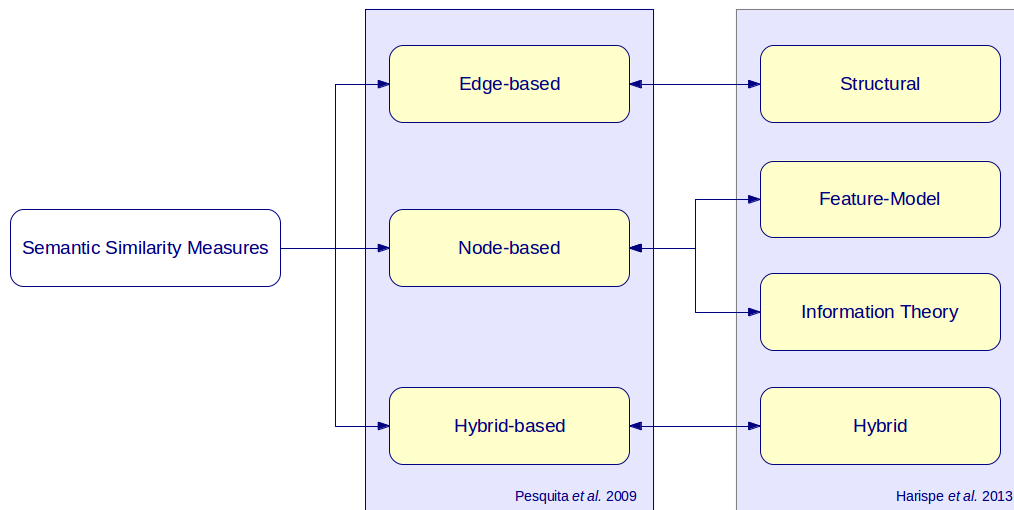 Semantic Similarity Measures
Edge-based
Node-based
Hybrid-based
Pesquita et al. 2009
Structural
Feature-Model
Information Theory
Hybrid
Harispe et al. 2013